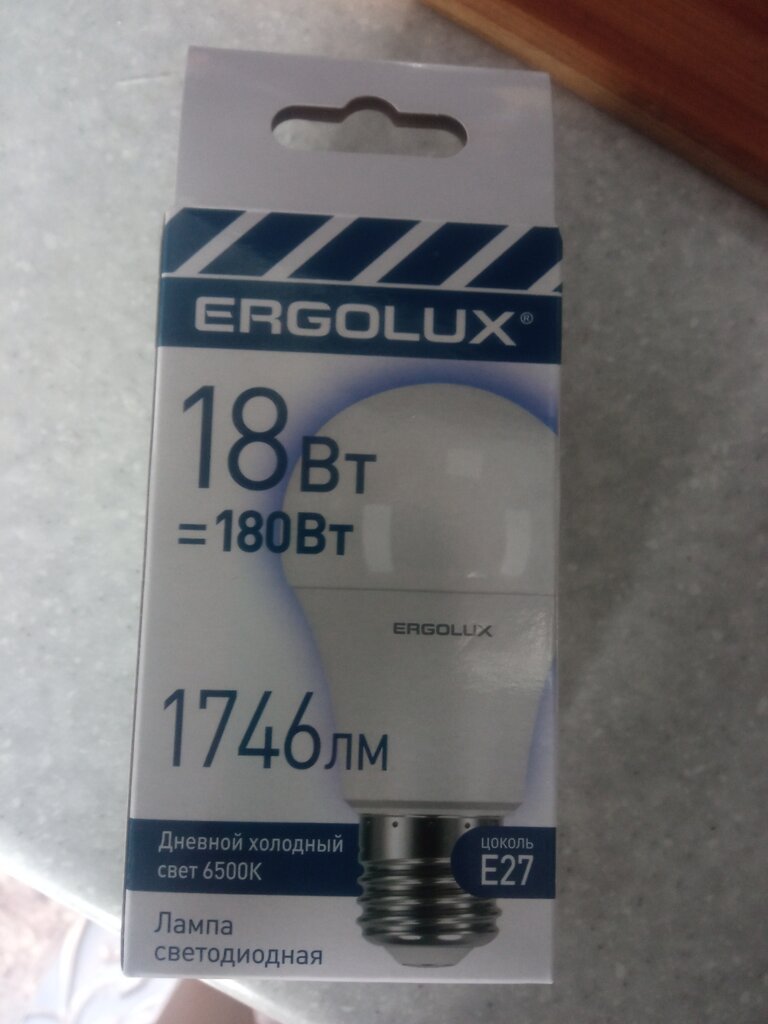 ERGOLUX®
18Вт
=180Вт
ERGOLUX
1746лм
Дневной холодный
свет 6500К
цоколь
E27
Лампа
светодиодная